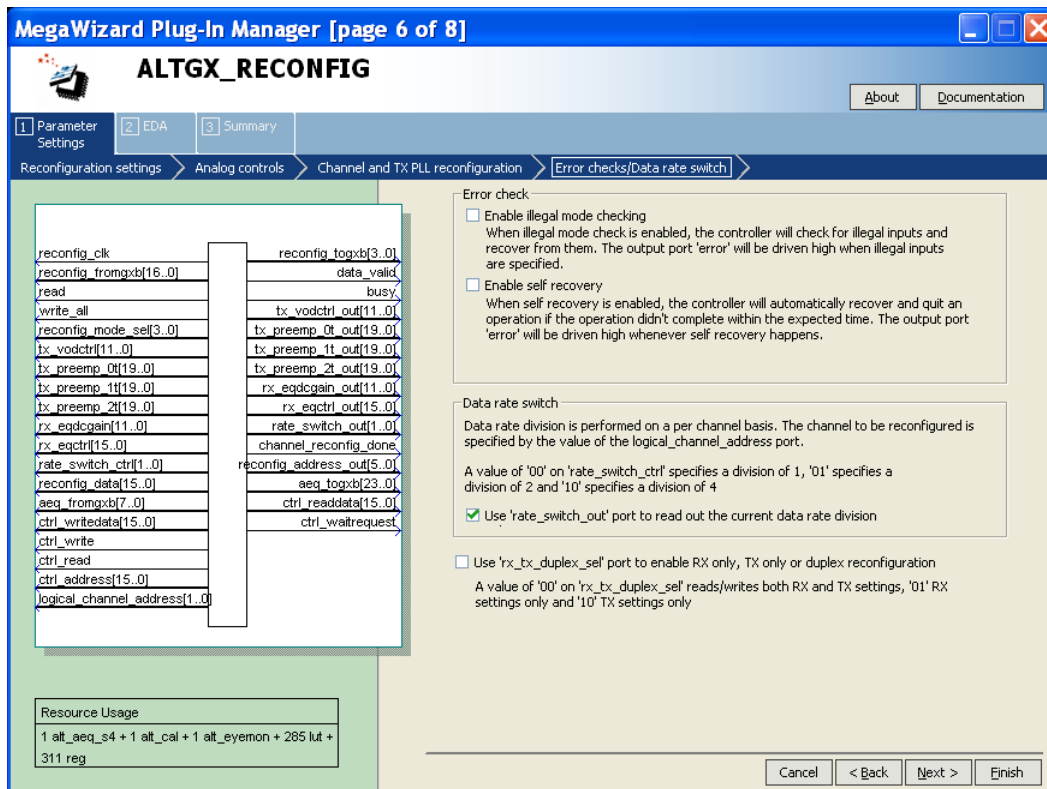 MegaWizard Plug-In Manager [page 6 of 8]
ALTGX_RECONFIG
About
Documentation
1 Parameter Settings
2 EDA
3 Summary
Reconfiguration settings
Analog controls
Channel and TX PLL reconfiguration
Error checks/Data rate switch
reconfig_clk
reconfig_fromgxb[16..0]
read
write_all
reconfig_mode_sel[3..0]
tx_vodctrl[11..0]
tx_preemp_0t[19..0]
tx_preemp_1t[19..0]
tx_preemp_2t[19..0]
rx_eqdcgain[11..0]
rx_eqctrl[15..0]
rate_switch_ctrl[1..0]
reconfig_data[15..0]
aeq_fromgxb[7..0]
ctrl_writedata[15..0]
ctrl_write
ctrl_read
ctrl_address[15..0]
logical_channel_address[1..0]
reconfig_togxb[3..0]
data_valid
busy
tx_vodctrl_out[11..0]
tx_preemp_0t_out[19..0]
tx_preemp_1t_out[19..0]
tx_preemp_2t_out[19..0]
rx_eqdcgain_out[11..0]
rx_eqctrl_out[15..0]
rate_switch_out[1..0]
channel_reconfig_done
reconfig_address_out[5..0]
aeq_togxb[23..0]
ctrl_readdata[15..0]
ctrl_waitrequest
Resource Usage
1 alt_aeq_s4 + 1 alt_cal + 1 alt_eyemon + 285 lut +
311 reg
Error check
Enable illegal mode checking
When illegal mode check is enabled, the controller will check for illegal inputs and
recover from them. The output port 'error' will be driven high when illegal inputs
are specified.
Enable self recovery
When self recovery is enabled, the controller will automatically recover and quit an
operation if the operation didn't complete within the expected time. The output port
'error' will be driven high whenever self recovery happens.
Data rate switch
Data rate division is performed on a per channel basis. The channel to be reconfigured is
specified by the value of the logical_channel_address port.
A value of '00' on 'rate_switch_ctrl' specifies a division of 1, '01' specifies a
division of 2 and '10' specifies a division of 4
Use 'rate_switch_out' port to read out the current data rate division
Use 'rx_tx_duplex_sel' port to enable RX only, TX only or duplex reconfiguration
A value of '00' on 'rx_tx_duplex_sel' reads/writes both RX and TX settings, '01' RX
settings only and '10' TX settings only
Cancel
< Back
Next >
Finish